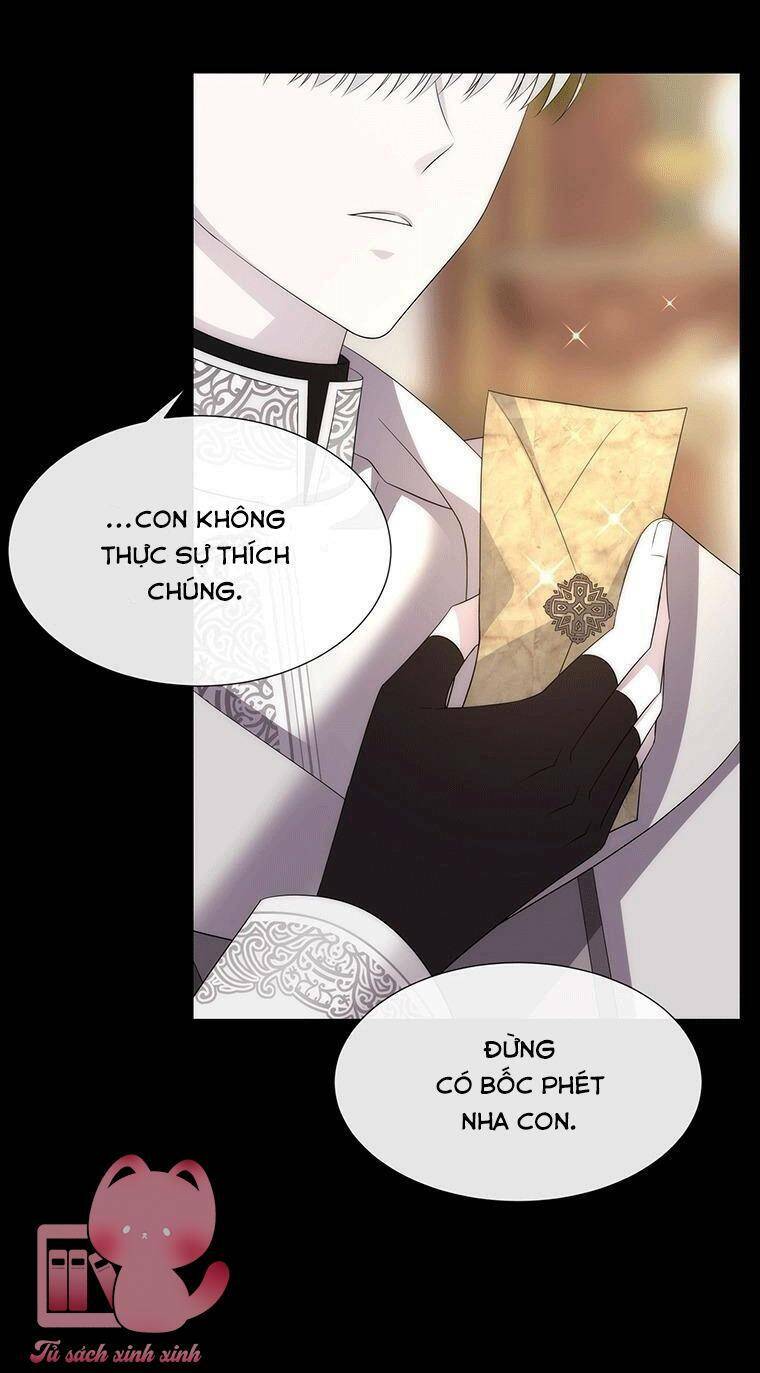 ...CON KHÔNG
THỰC SỰ THÍCH
CHÚNG.
ĐỪNG
CÓ BỐC PHÉT
NHA CON.
Tủ sách xinh xinh